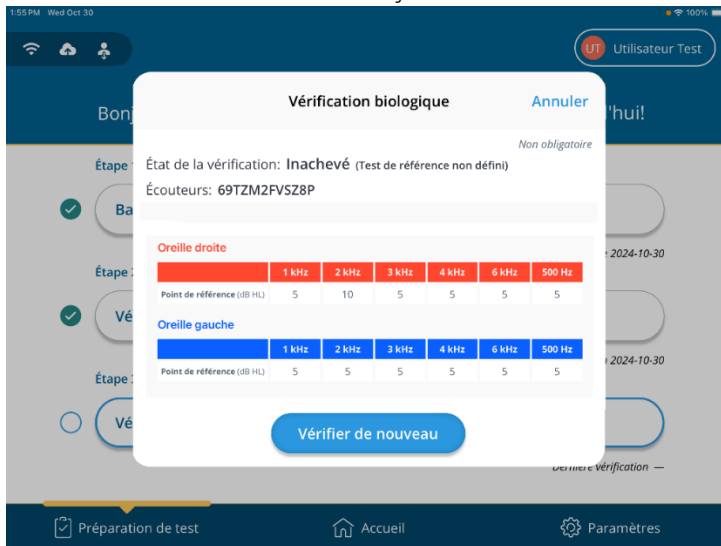 1:55 PM Wed Oct 30
100%
UT Utilisateur Test
Bonj
'hui!
Vérification biologique
Annuler
Non obligatoire
État de la vérification: Inachevé (Test de référence non défini)
Écouteurs: 69TZM2FVSZ8P
Étape
Ba
2024-10-30
Oreille droite
1 kHz 2 kHz 3 kHz 4 kHz 6 kHz 500 Hz
Point de référence (dB HL) 5 10 5 5 5 5
Étape 2
Vé
2024-10-30
Oreille gauche
1 kHz 2 kHz 3 kHz 4 kHz 6 kHz 500 Hz
Point de référence (dB HL) 5 5 5 5 5 5
Étape 3
Vé
Vérifier de nouveau
Dernière vérification —
Préparation de test
Accueil
Paramètres